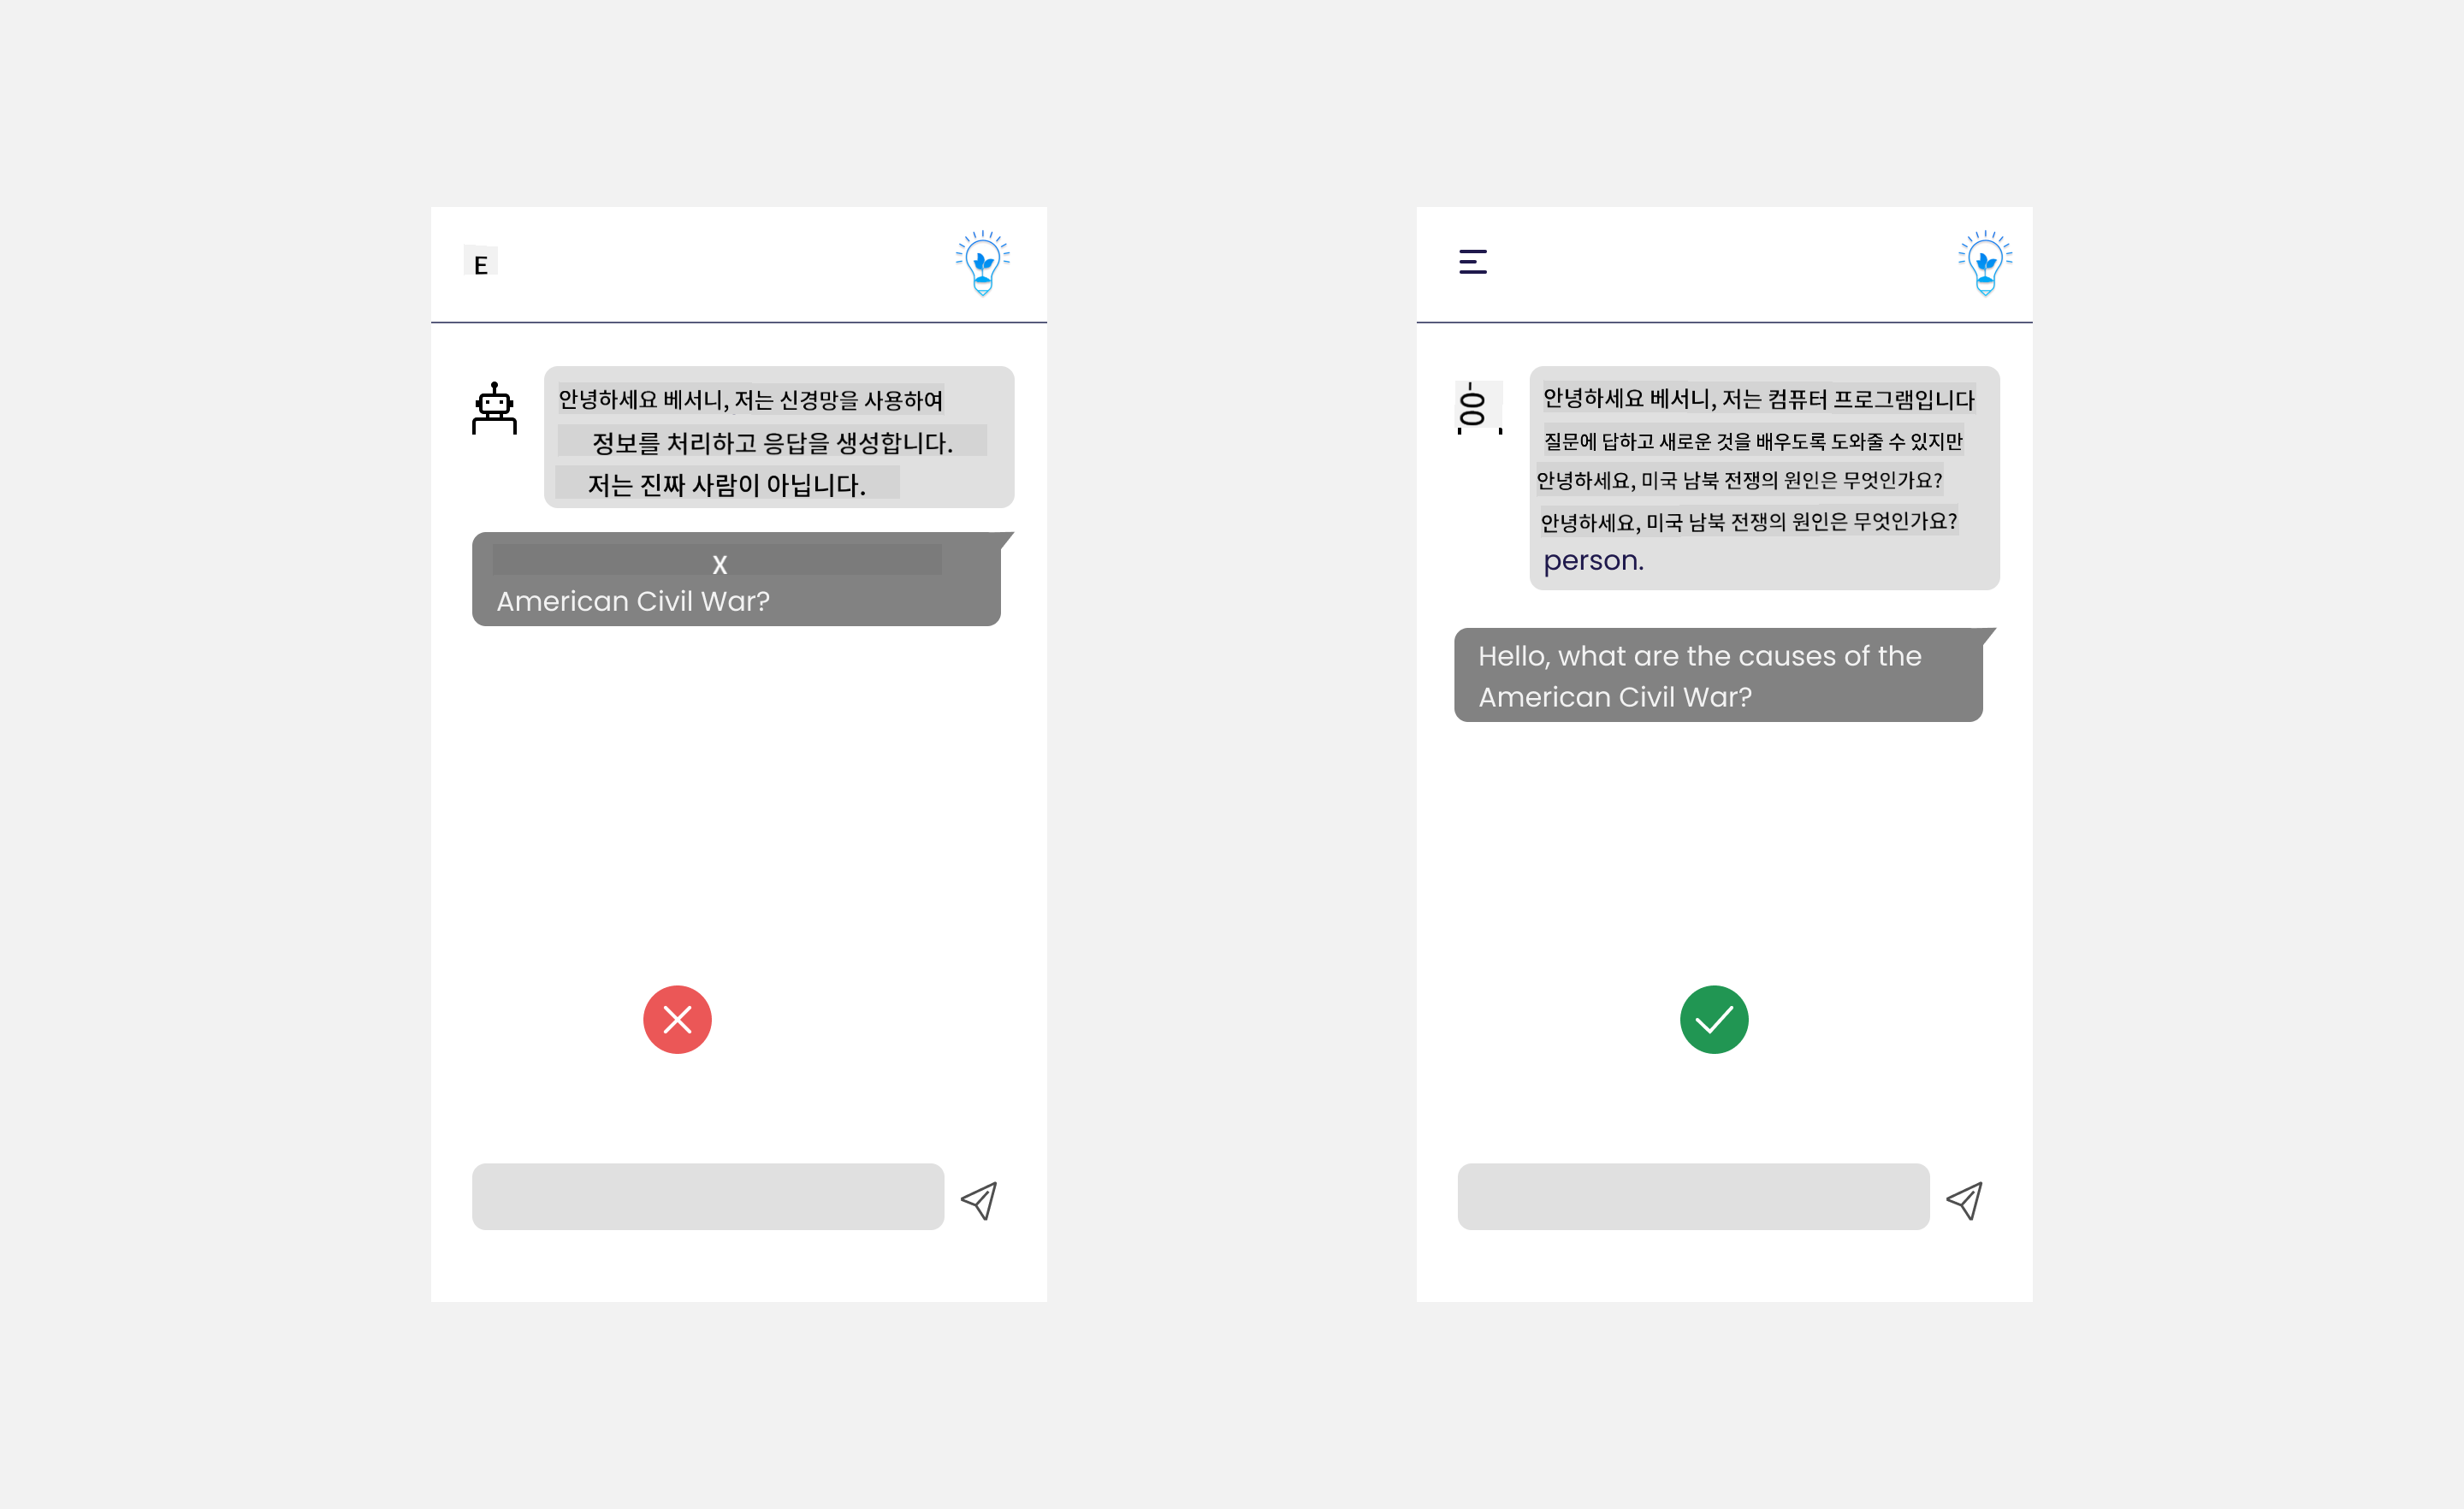 E
안녕하세요 베서니, 저는 신경망을 사용하여
정보를 처리하고 응답을 생성합니다.
저는 진짜 사람이 아닙니다.
X
American Civil War?
-00
안녕하세요 베서니, 저는 컴퓨터 프로그램입니다
질문에 답하고 새로운 것을 배우도록 도와줄 수 있지만
안녕하세요, 미국 남북 전쟁의 원인은 무엇인가요?
안녕하세요, 미국 남북 전쟁의 원인은 무엇인가요?
person.
Hello, what are the causes of the
American Civil War?